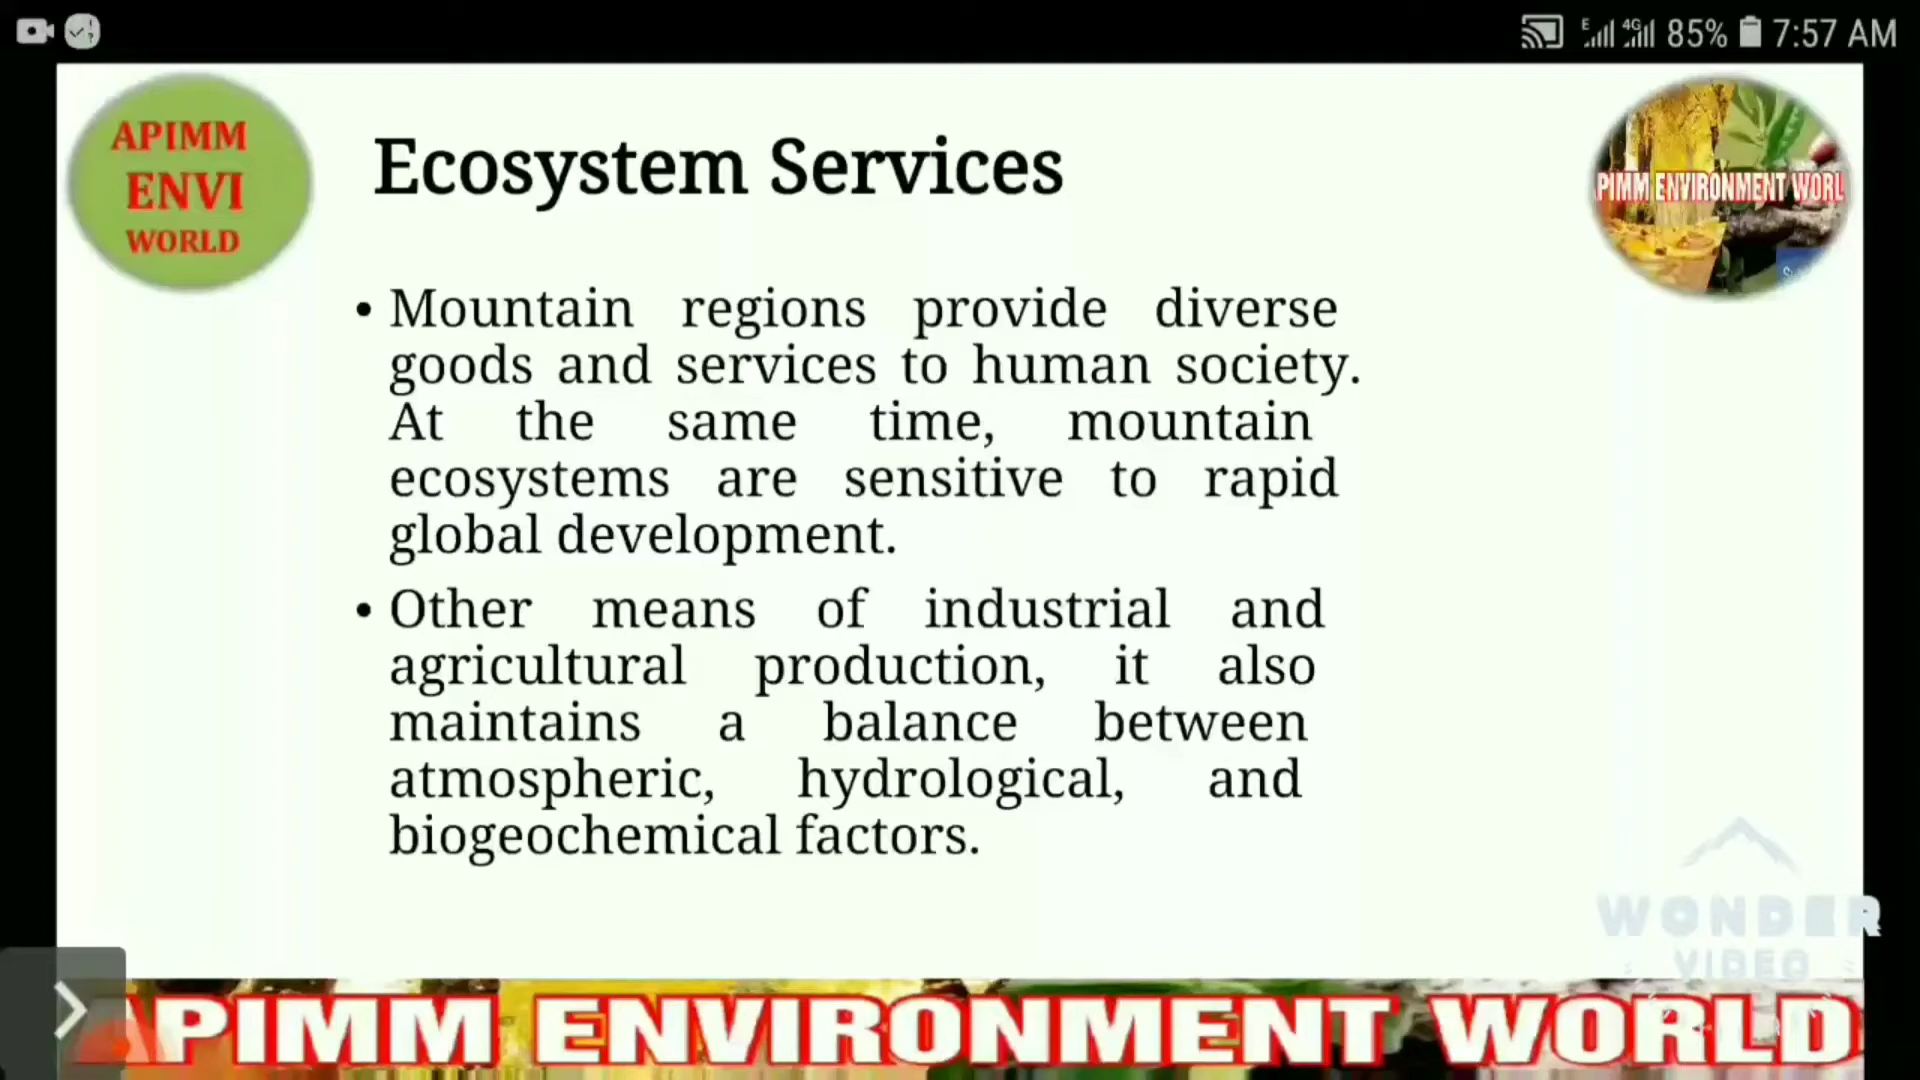 E 4G 85% 7:57 AM
APIMM
ENVI
WORLD
Ecosystem Services
PIMM ENVIRONMENT WORL
• Mountain regions provide diverse
goods and services to human society.
At the same time, mountain
ecosystems are sensitive to rapid
global development.
• Other means of industrial and
agricultural production, it also
maintains a balance between
atmospheric, hydrological, and
biogeochemical factors.
WONDER
VIDEO
APIMM ENVIRONMENT WORLD